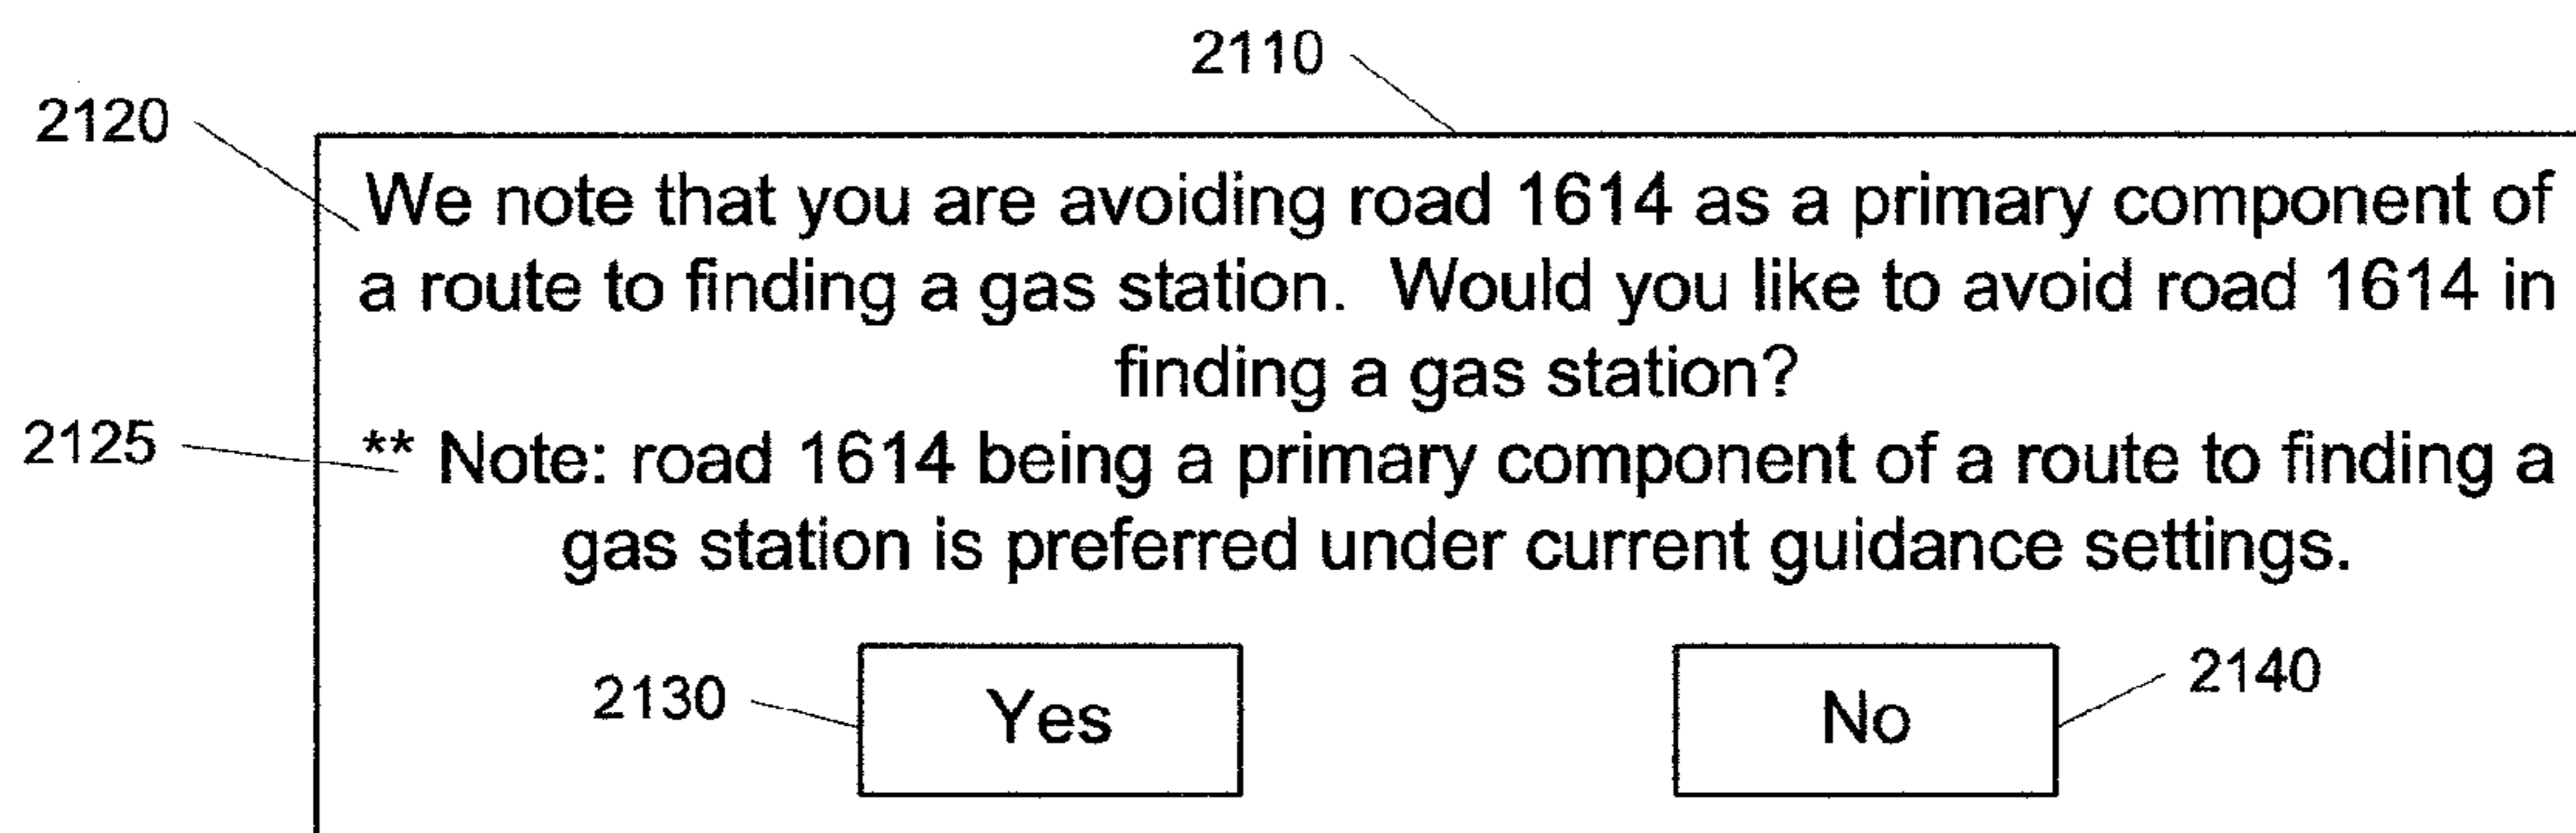 2110
2120
We note that you are avoiding road 1614 as a primary component of
a route to finding a gas station. Would you like to avoid road 1614 in
finding a gas station?
2125
** Note: road 1614 being a primary component of a route to finding a
gas station is preferred under current guidance settings.
2130
Yes
No
2140